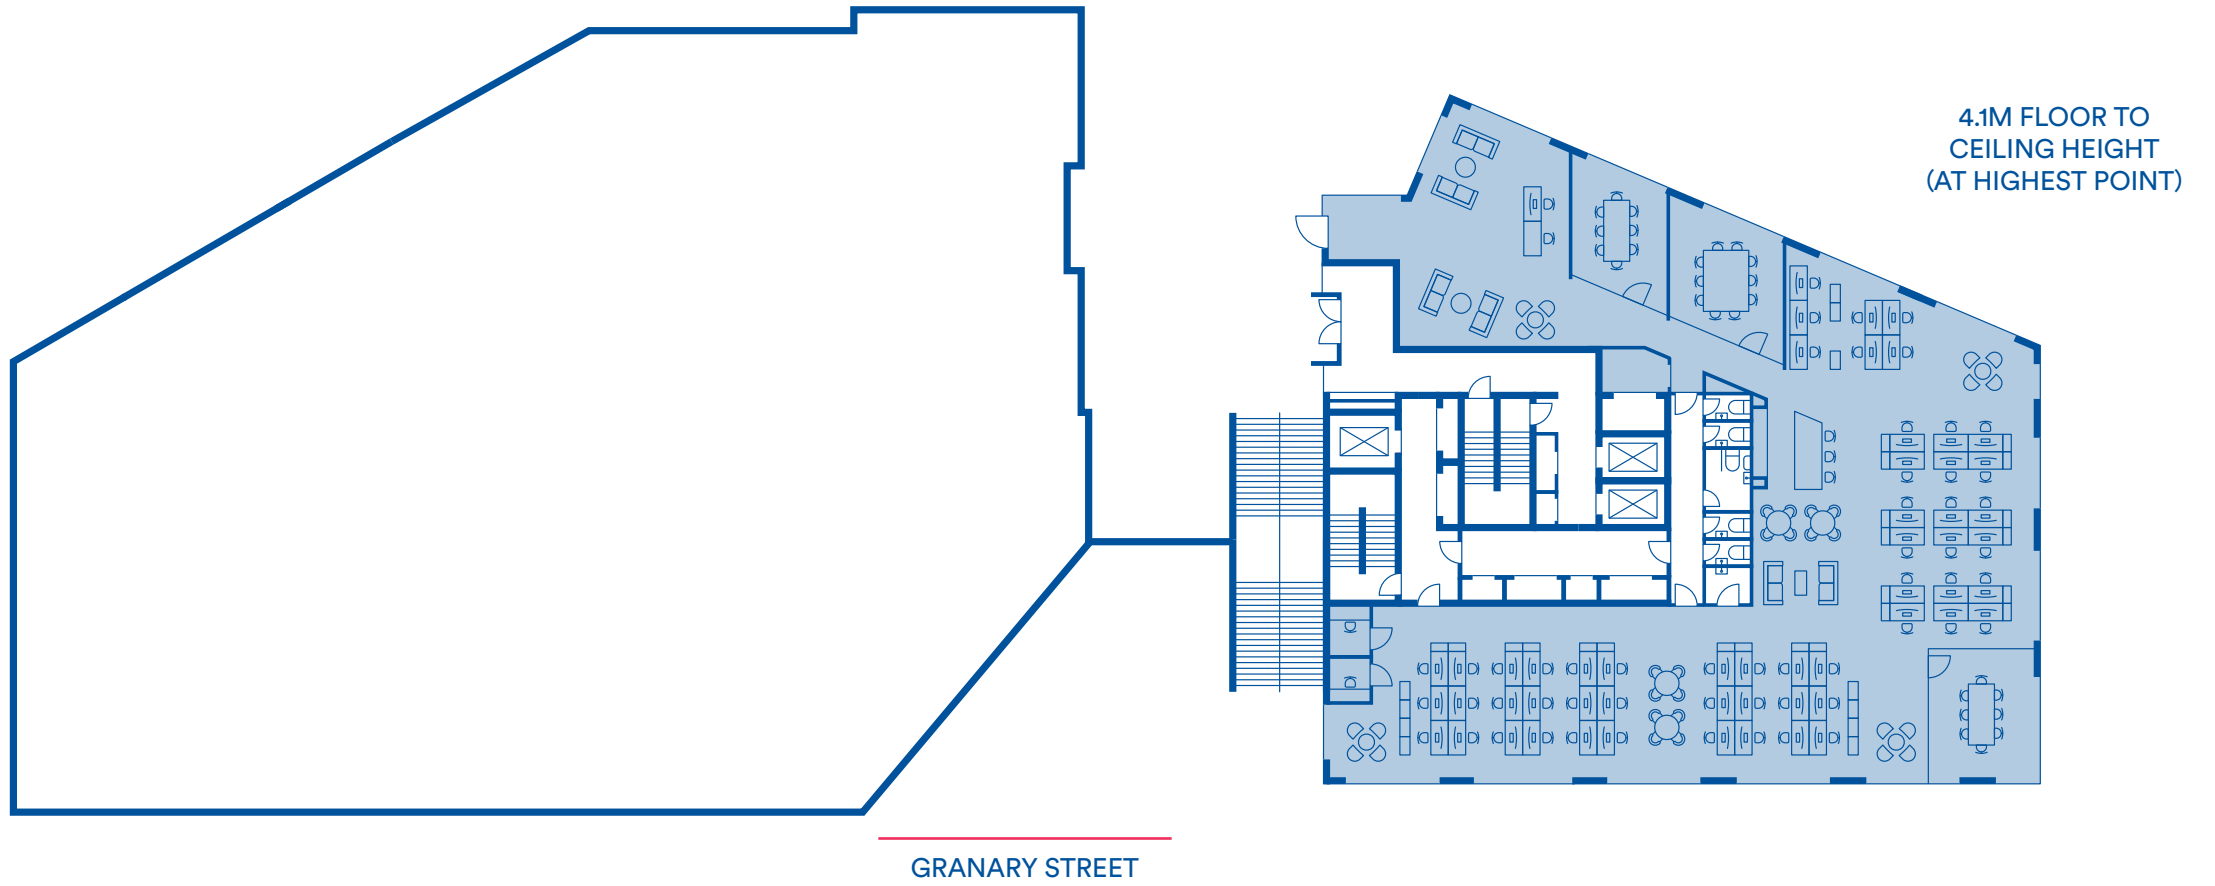 4.1M FLOOR TO
CEILING HEIGHT
(AT HIGHEST POINT)
GRANARY STREET